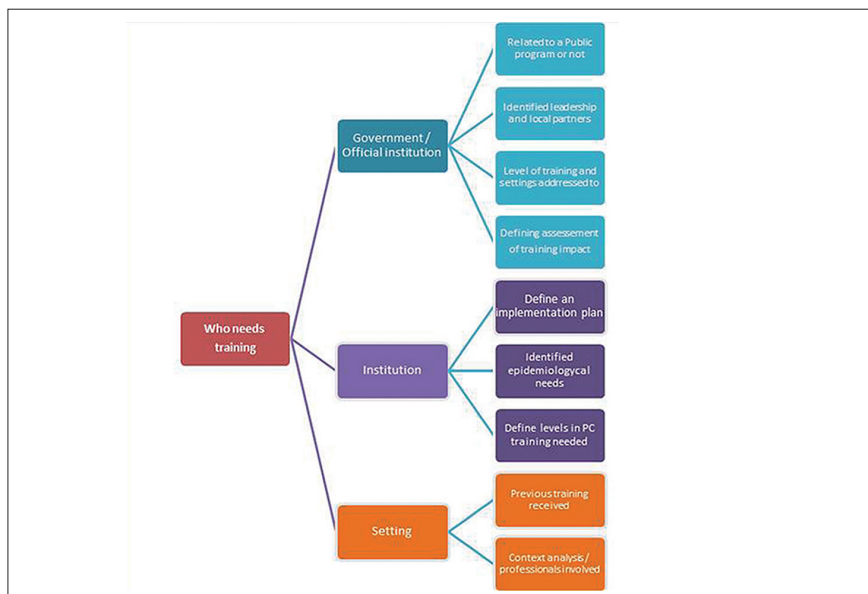 Who needs
training
Government /
Official institution
Related to a Public
program or not
Identified leadership
and local partners
Level of training and
settings addrressed to
Defining assessement
of training impact
Institution
Define an
implementation plan
Identified
epidemiologycal
needs
Define levels in PC
training needed
Setting
Previous training
received
Context analysis /
professionals involved